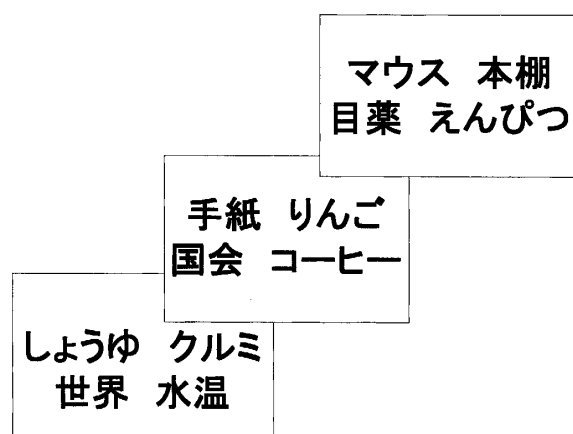 マウス 本棚
目薬 えんぴつ
手紙 りんご
国会 コーヒー
しょうゆ クルミ
世界 水温